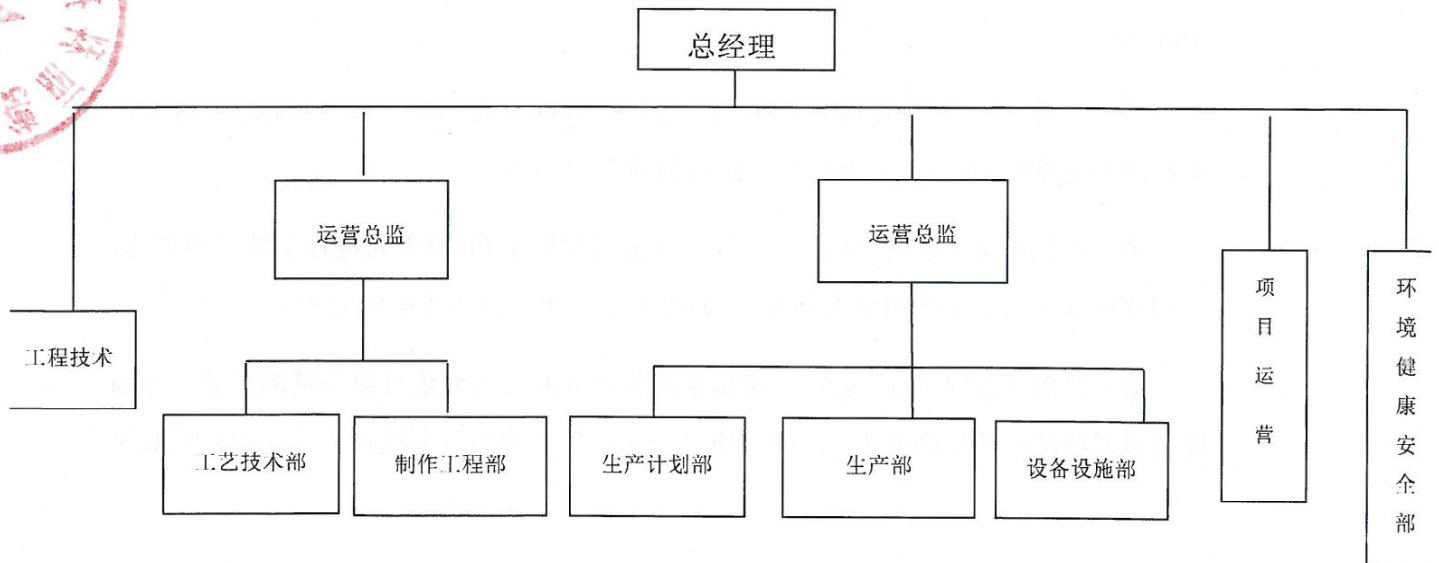 总经理
运营总监
运营总监
工程技术
项目运营
环境健康安全部
工艺技术部
制作工程部
生产计划部
生产部
设备设施部